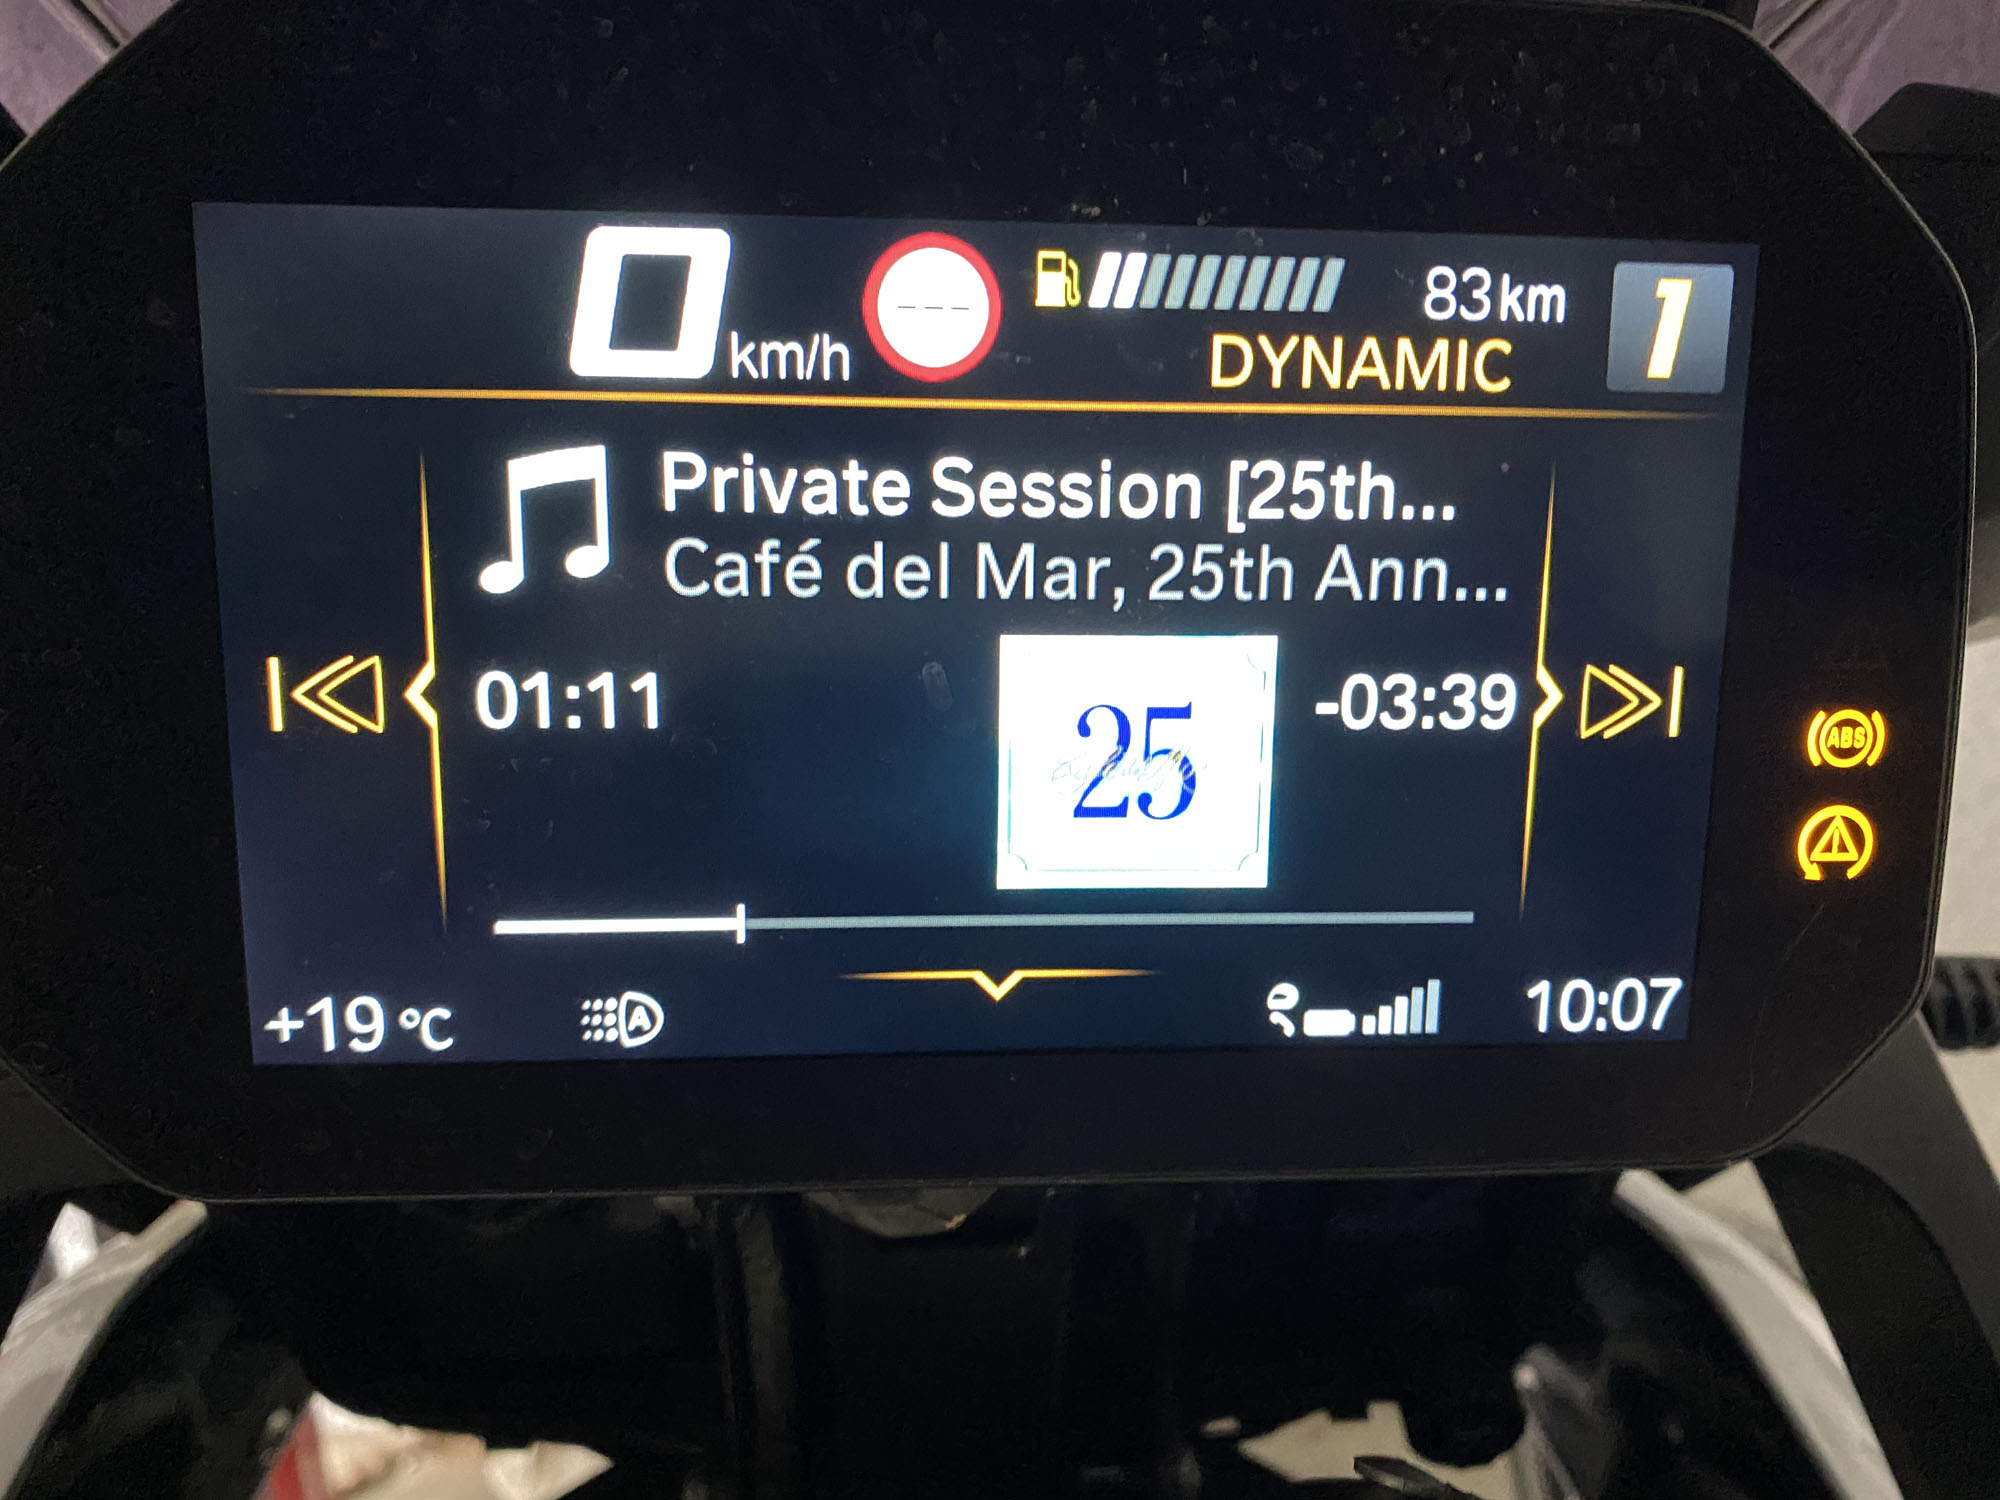 0 km/h
---
83 km
DYNAMIC
1
Private Session [25th...
Café del Mar, 25th Ann...
01:11
25
-03:39
ABS
+19 °C
A
10:07